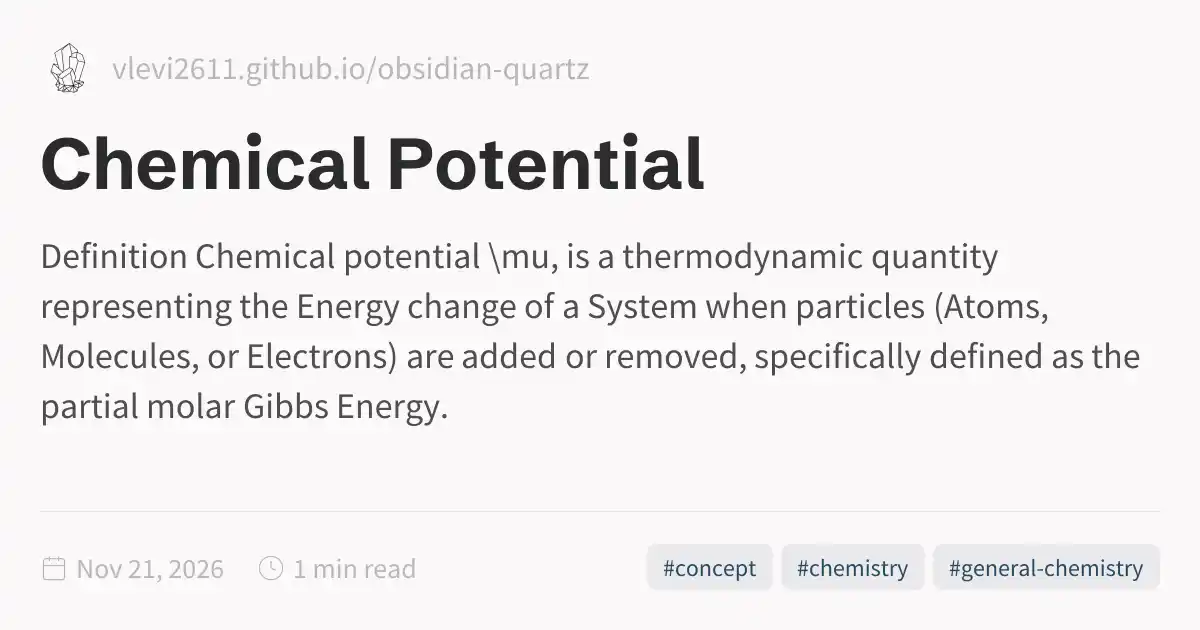 vlevi2611.github.io/obsidian-quartz
Chemical Potential
Definition Chemical potential \mu, is a thermodynamic quantity
representing the Energy change of a System when particles (Atoms,
Molecules, or Electrons) are added or removed, specifically defined as the
partial molar Gibbs Energy.
Nov 21, 2026 1 min read #concept #chemistry #general-chemistry